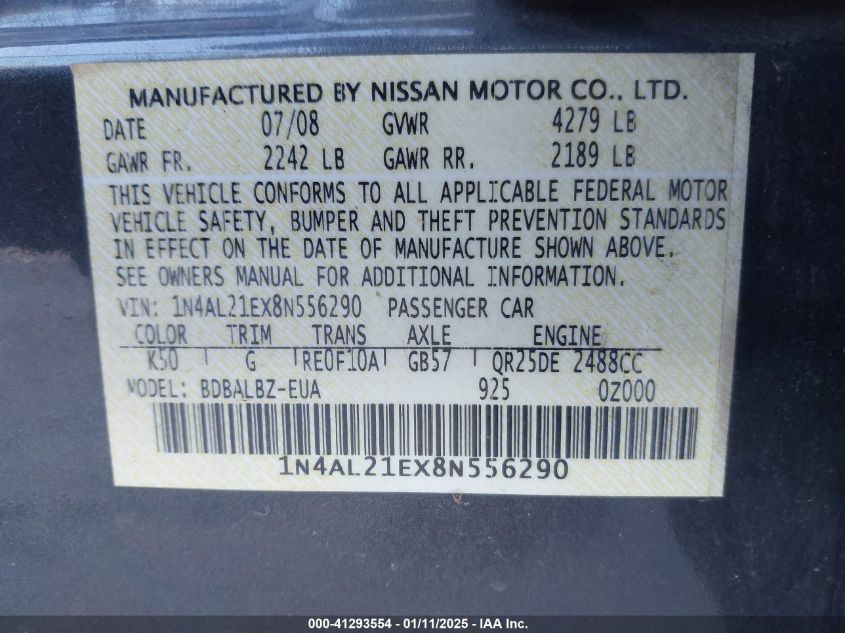 MANUFACTURED BY NISSAN MOTOR CO., LTD.
DATE 07/08 GVWR 4279 LB
GAWR FR. 2242 LB GAWR RR. 2189 LB
THIS VEHICLE CONFORMS TO ALL APPLICABLE FEDERAL MOTOR
VEHICLE SAFETY, BUMPER AND THEFT PREVENTION STANDARDS
IN EFFECT ON THE DATE OF MANUFACTURE SHOWN ABOVE.
SEE OWNERS MANUAL FOR ADDITIONAL INFORMATION.
VIN: 1N4AL21EX8N556290 PASSENGER CAR
COLOR TRIM TRANS AXLE ENGINE
K50 G RE0F10A GB57 QR25DE 2488CC
MODEL: BDBALBZ-EUA 925 0Z000
1N4AL21EX8N556290
000-41293554 - 01/11/2025 - IAA Inc.